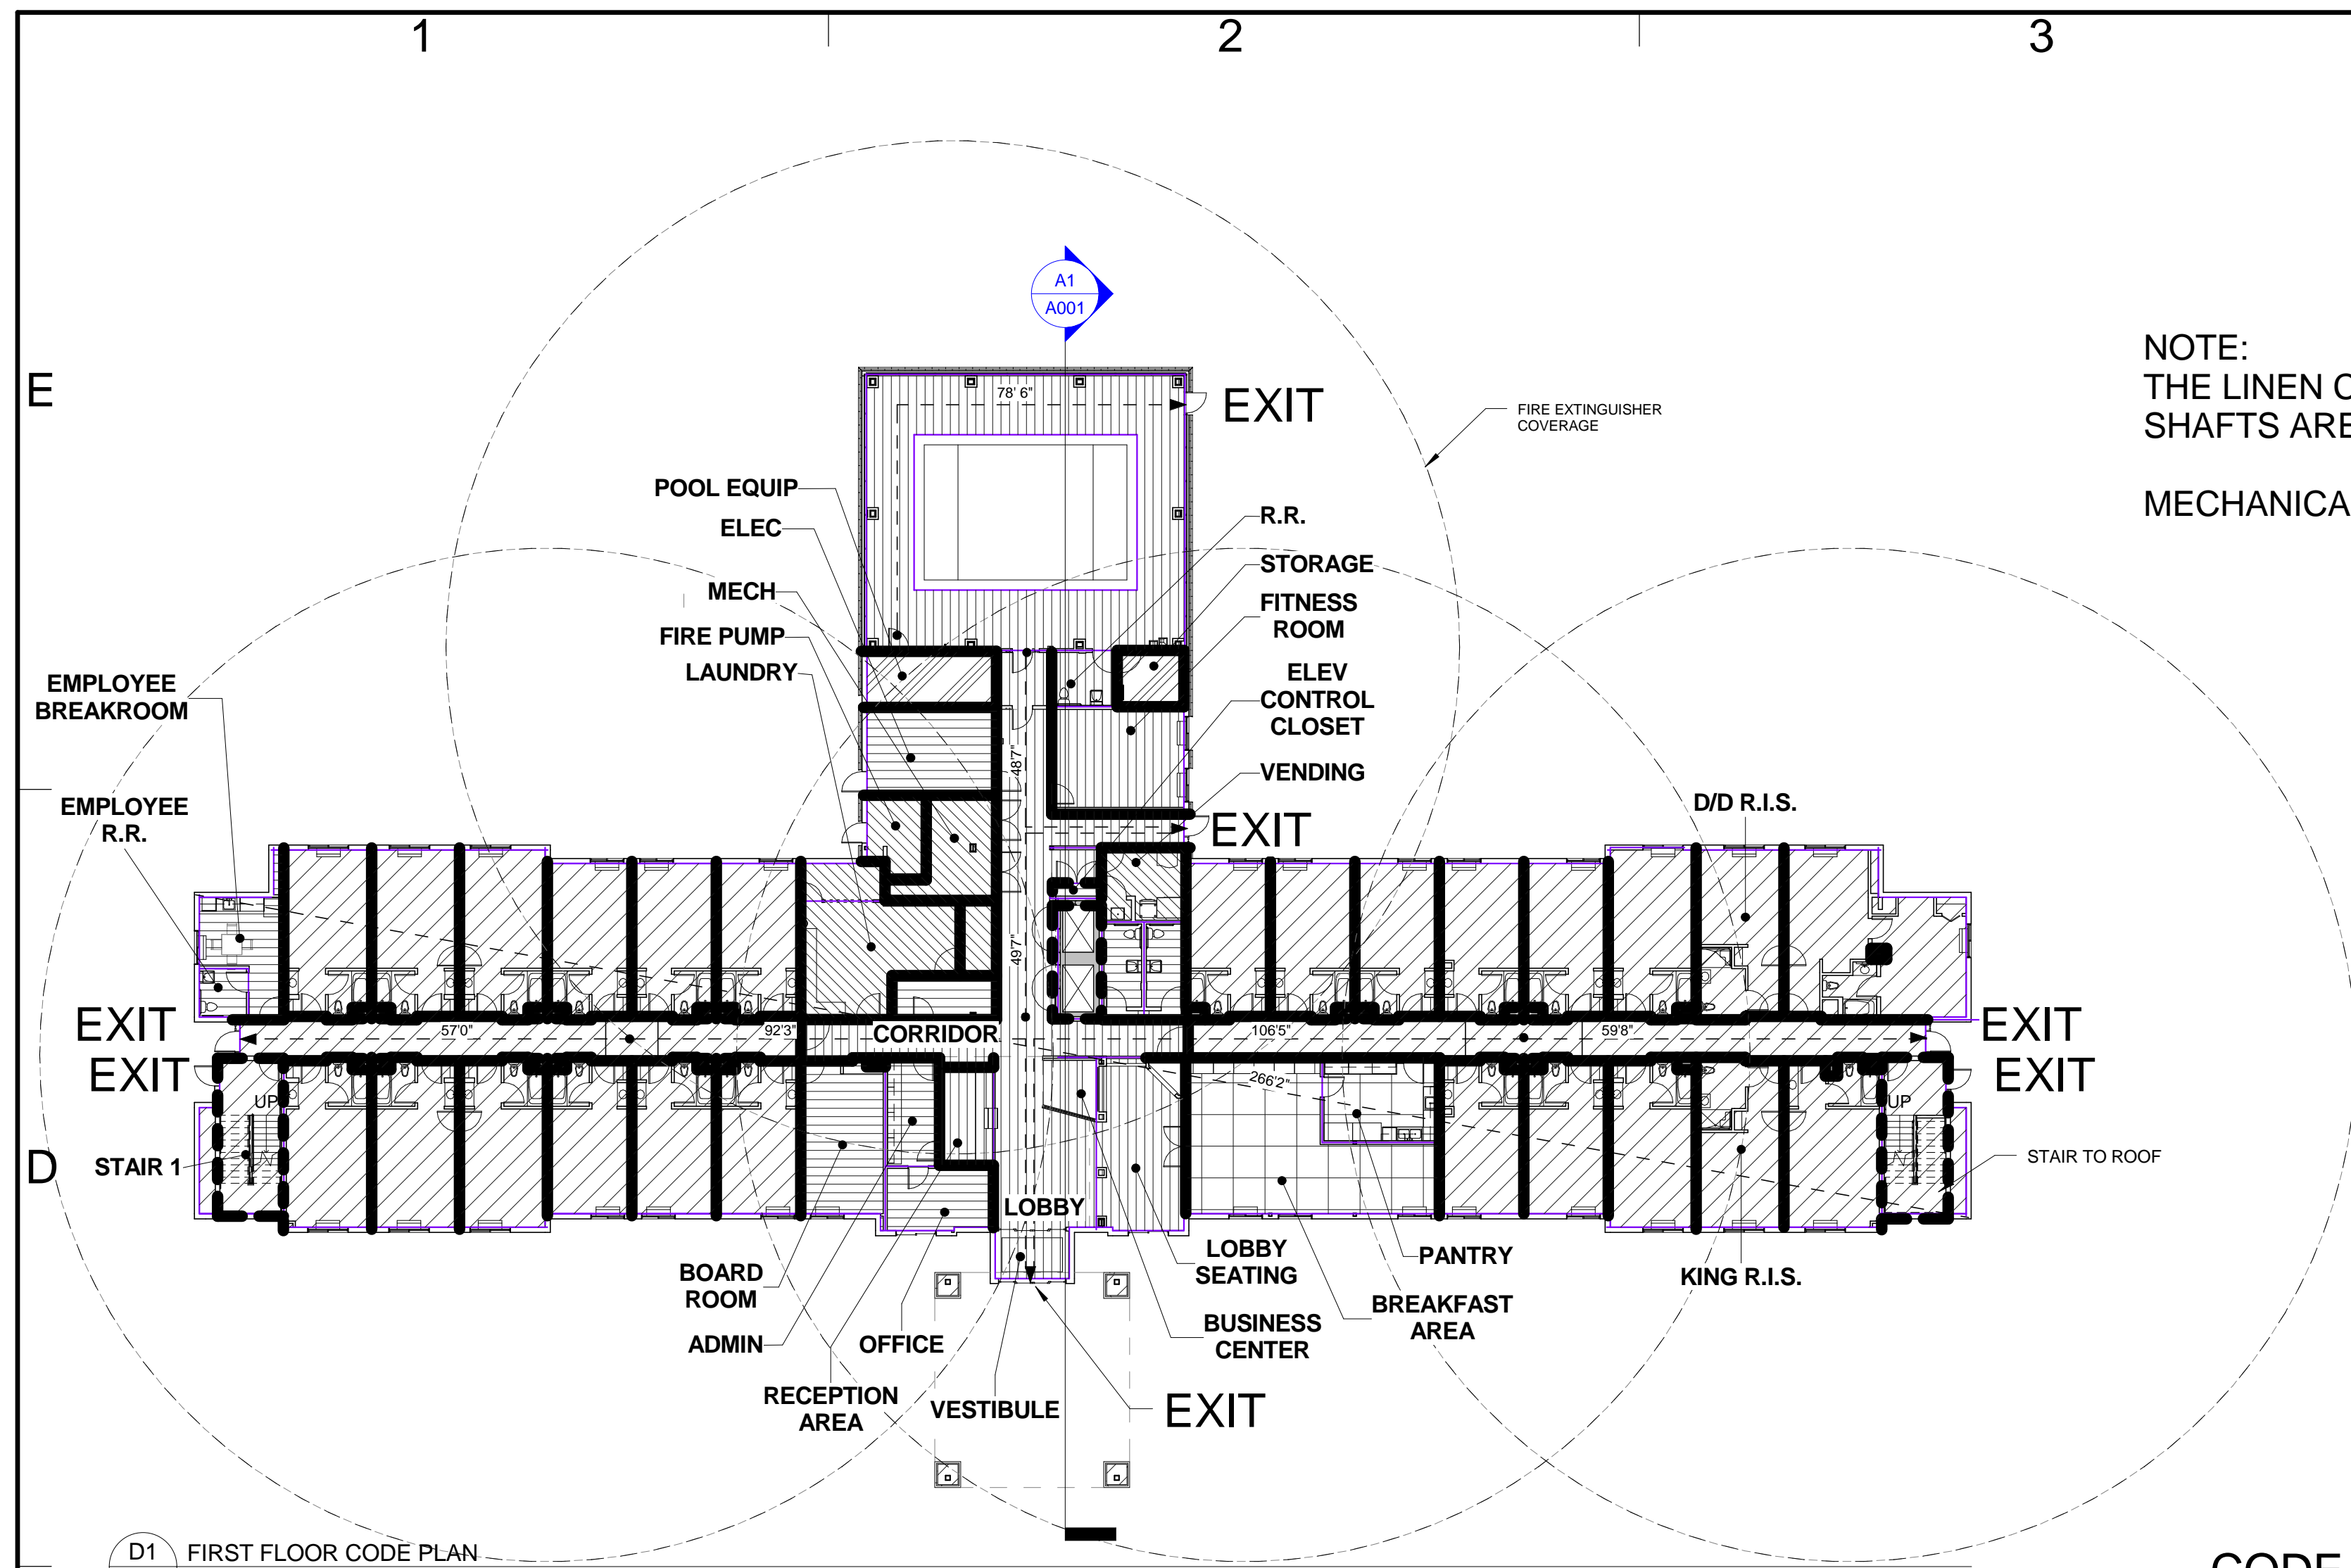 1
2
3
E
D
A1
A001
NOTE:
THE LINEN C
SHAFTS ARE
MECHANICA
78' 6"
EXIT
FIRE EXTINGUISHER
COVERAGE
POOL EQUIP
ELEC
MECH
FIRE PUMP
LAUNDRY
R.R.
STORAGE
FITNESS
ROOM
ELEV
CONTROL
CLOSET
VENDING
EXIT
48'7"
49'7"
EMPLOYEE
BREAKROOM
EMPLOYEE
R.R.
D/D R.I.S.
EXIT
EXIT
57'0"
92'3"
CORRIDOR
106'5"
59'8"
266'2"
EXIT
EXIT
UP
UP
STAIR 1
STAIR TO ROOF
LOBBY
BOARD
ROOM
ADMIN
OFFICE
RECEPTION
AREA
VESTIBULE
LOBBY
SEATING
BUSINESS
CENTER
PANTRY
BREAKFAST
AREA
KING R.I.S.
EXIT
D1
FIRST FLOOR CODE PLAN
CODE